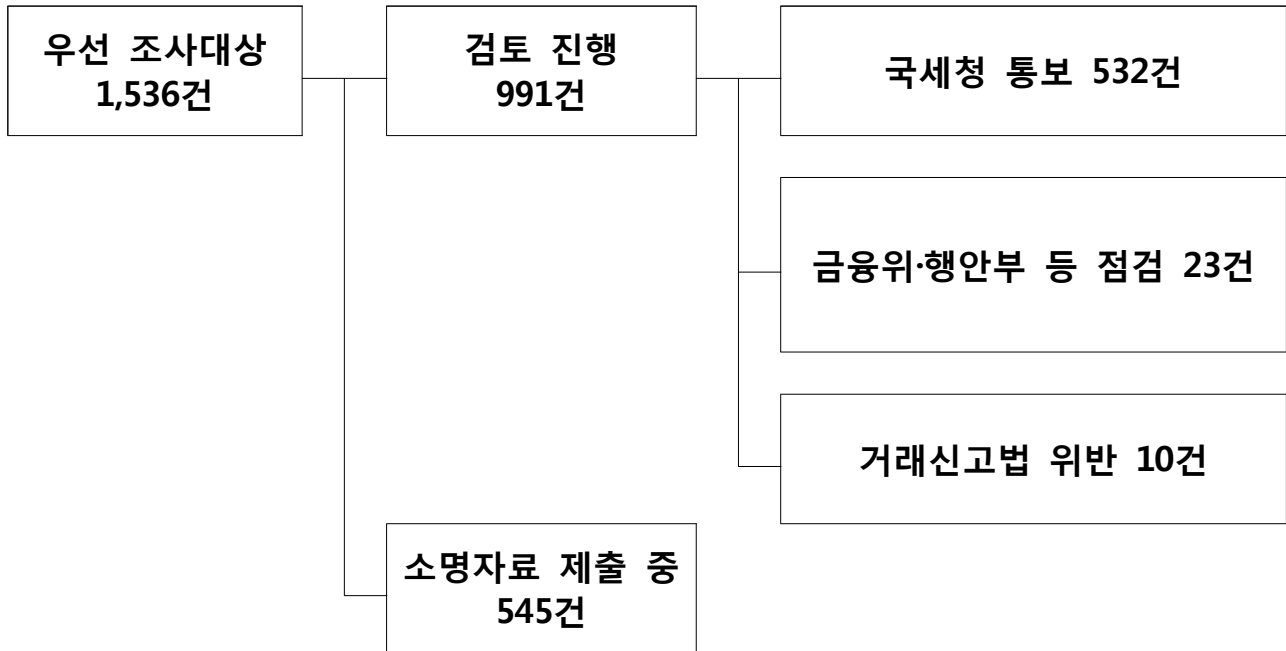 우선 조사대상
1,536건
검토 진행
991건
국세청 통보 532건
금융위·행안부 등 점검 23건
거래신고법 위반 10건
소명자료 제출 중
545건